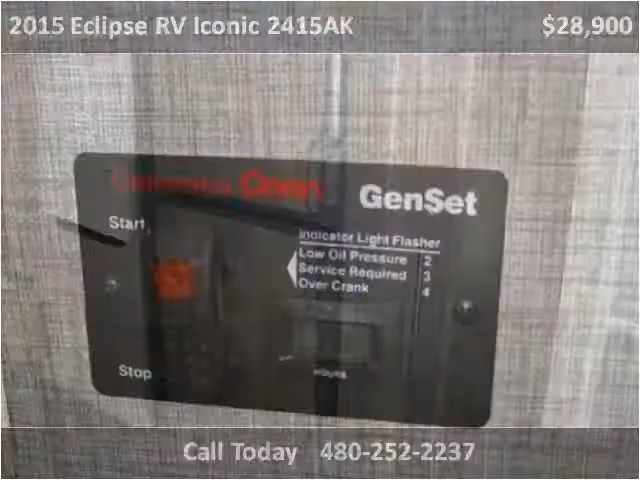 2015 Eclipse RV Iconic 2415AK $28,900
Cummins Onan GenSet
Start
Indicator Light Flasher
Low Oil Pressure 2
Service Required 3
Over Crank 4
Stop
HOURS
Call Today 480-252-2237